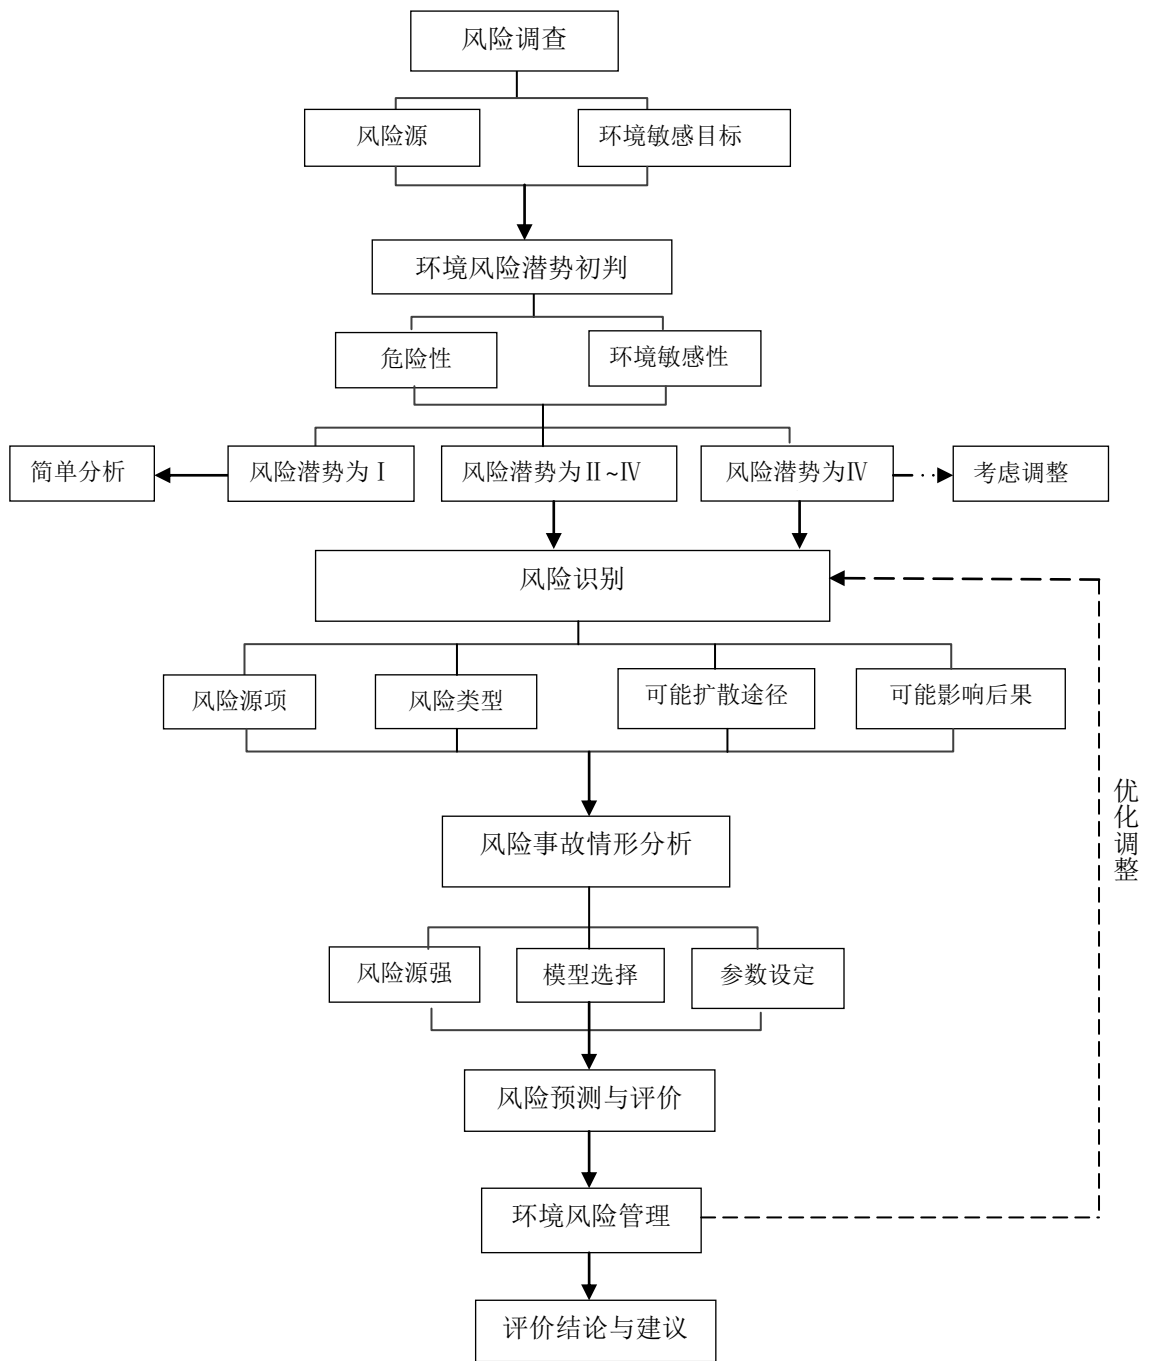 风险调查
风险源
环境敏感目标
环境风险潜势初判
危险性
环境敏感性
简单分析
风险潜势为Ⅰ
风险潜势为Ⅱ~Ⅳ
风险潜势为Ⅳ
考虑调整
风险识别
风险源项
风险类型
可能扩散途径
可能影响后果
优化调整
风险事故情形分析
风险源强
模型选择
参数设定
风险预测与评价
环境风险管理
评价结论与建议